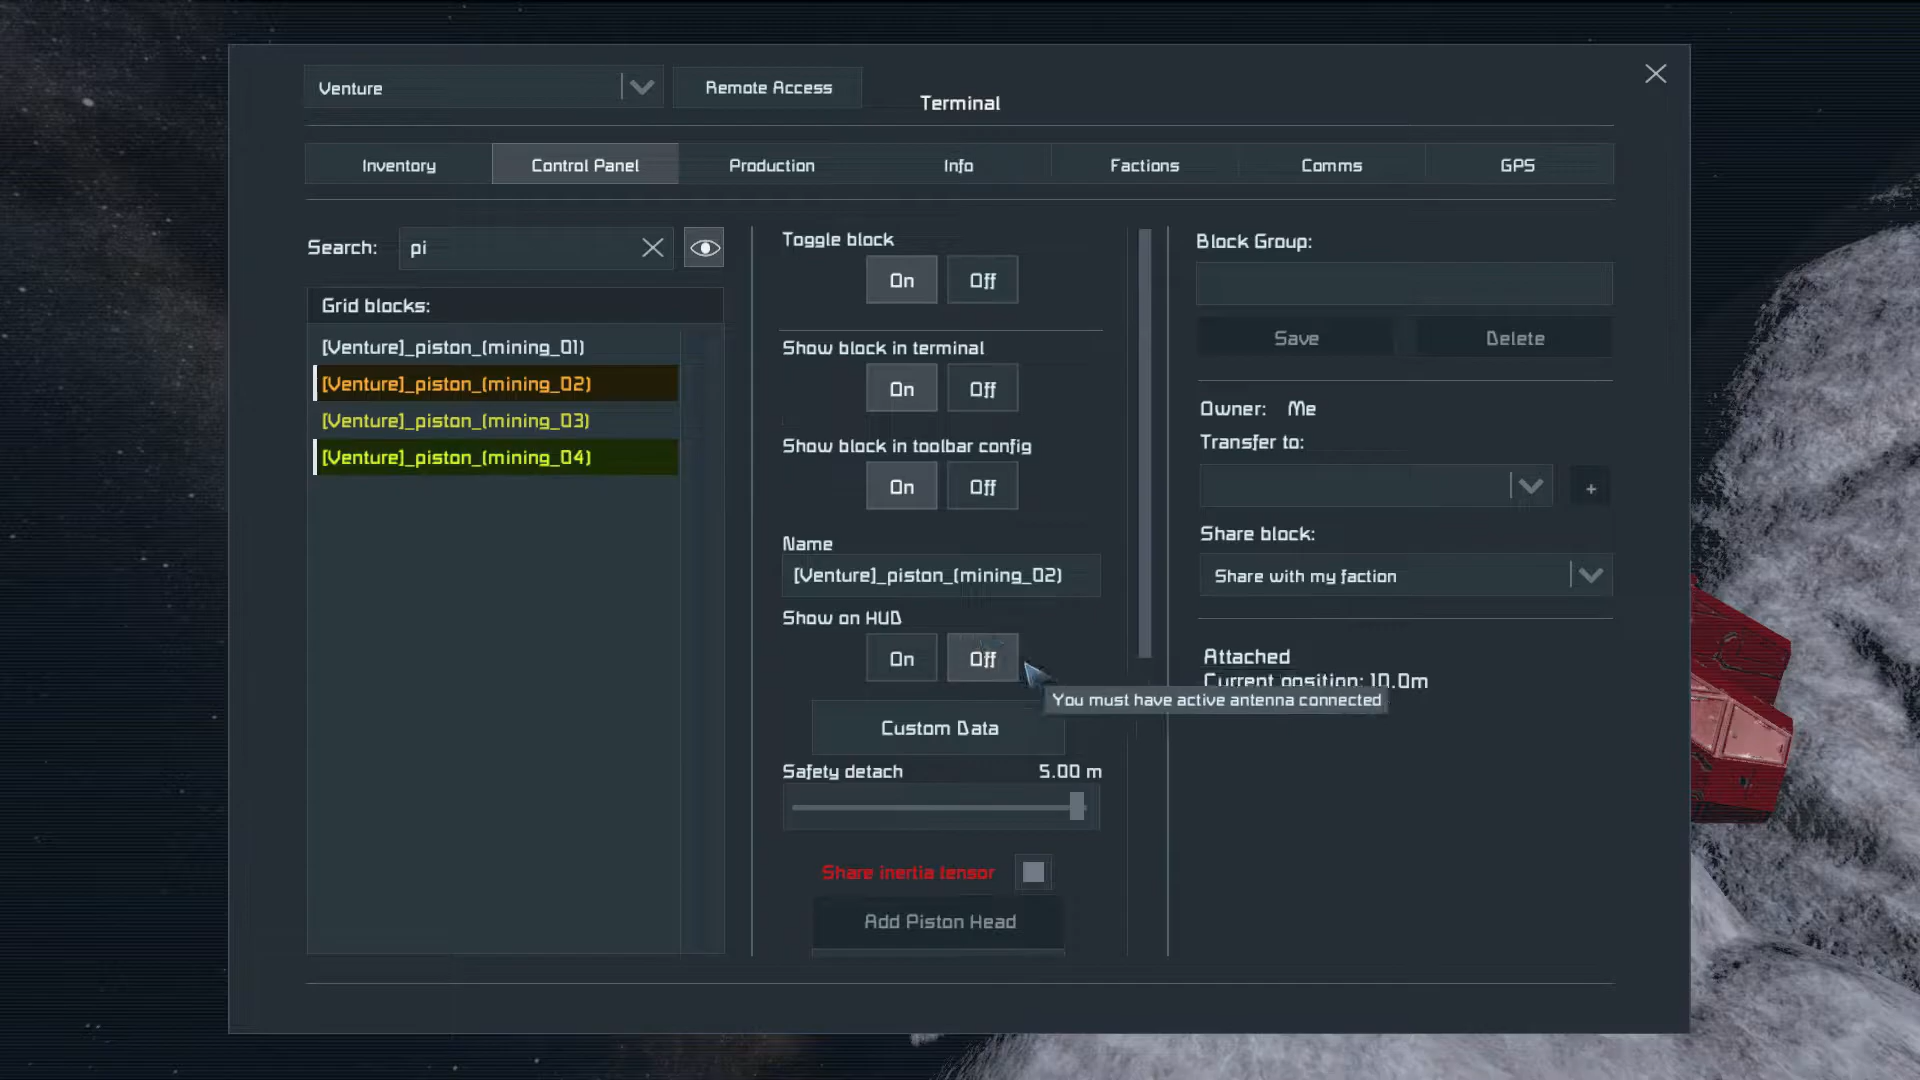 Venture
Remote Access
Terminal
Inventory
Control Panel
Production
Info
Factions
Comms
GPS
Search:
pi
Grid blocks:
[Venture]_piston_(mining_01)
[Venture]_piston_(mining_02)
[Venture]_piston_(mining_03)
[Venture]_piston_(mining_04)
Toggle block
On
Off
Show block in terminal
On
Off
Show block in toolbar config
On
Off
Name
[Venture]_piston_(mining_02)
Show on HUD
On
Off
You must have active antenna connected
Custom Data
Safety detach
5.00 m
Share inertia tensor
Add Piston Head
Block Group:
Save
Delete
Owner: Me
Transfer to:
+
Share block:
Share with my faction
Attached
Current position: 10.0m